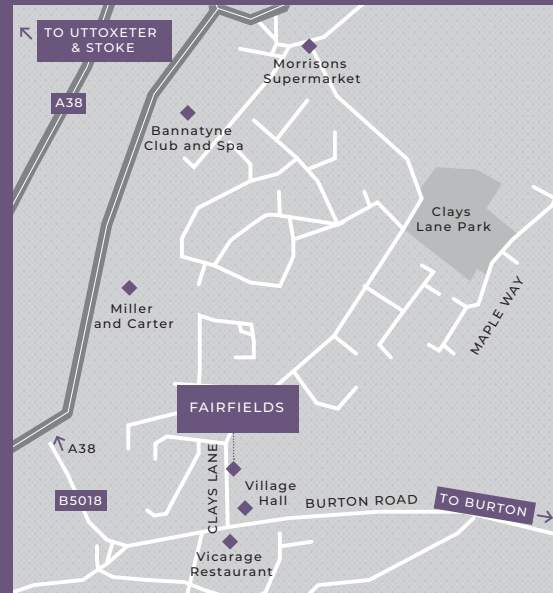 TO UTTOXETER
& STOKE
Morrisons
Supermarket
A38
Bannatyne
Club and Spa
Clays
Lane Park
Miller
and Carter
MAPLE WAY
FAIRFIELDS
A38
CLAYS LANE
Village
Hall
B5018
BURTON ROAD
TO BURTON
Vicarage
Restaurant